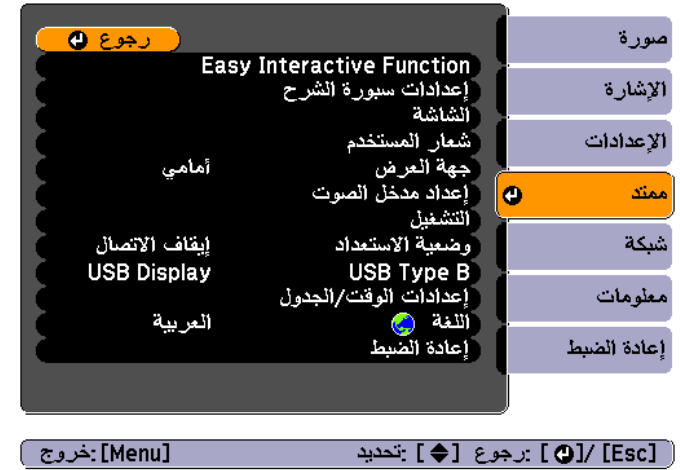 صورة
الإشارة
الإعدادات
ممتد
شبكة
معلومات
إعادة الضبط
رجوع
Easy Interactive Function
إعدادات سبورة الشرح
الشاشة
شعار المستخدم
جهة العرض أمامي
إعداد مدخل الصوت
التشغيل
وضعية الاستعداد إيقاف الاتصال
USB Type B USB Display
إعدادات الوقت/الجدول
اللغة العربية
إعادة الضبط
[Esc] /[ ] :رجوع [ ] :تحديد [Menu] :خروج